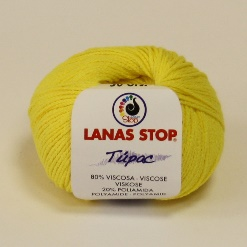 LANAS STOP®
Túpac
80% VISCOSA - VISCOSE
VISKOSE
20% POLIAMIDA
POLYAMIDE - POLYAMID